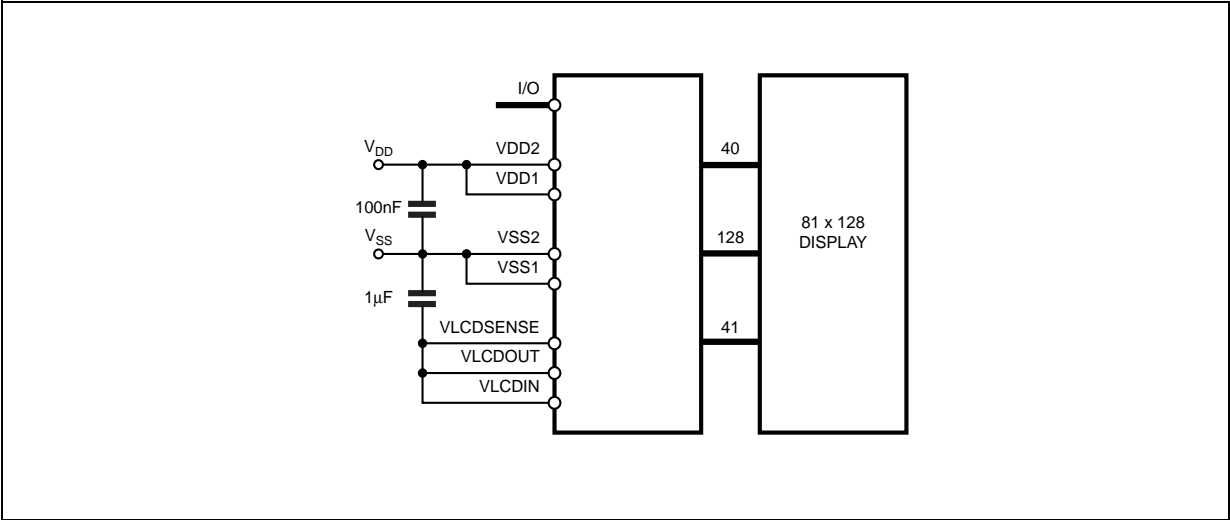 I/O
VDD
VDD2
40
VDD1
100nF
81 x 128
DISPLAY
VSS
VSS2
128
VSS1
1μF
VLCDSENSE
41
VLCDOUT
VLCDIN